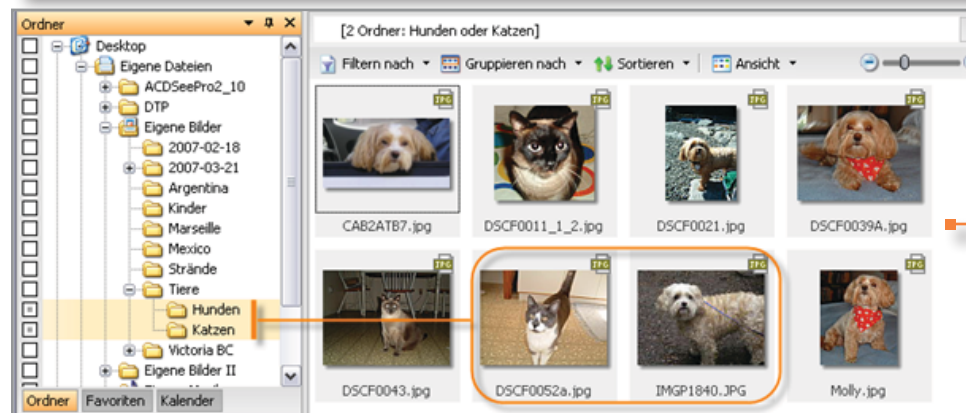 Ordner
Desktop
Eigene Dateien
ACDSeePro2_10
DTP
Eigene Bilder
2007-02-18
2007-03-21
Argentina
Kinder
Marseille
Mexico
Strände
Tiere
Hunden
Katzen
Victoria BC
Eigene Bilder II
Ordner Favoriten Kalender
[2 Ordner: Hunden oder Katzen]
Filtern nach Gruppieren nach Sortieren Ansicht
JPG JPG JPG JPG
CAB2ATB7.jpg DSCF0011_1_2.jpg DSCF0021.jpg DSCF0039A.jpg
JPG JPG JPG JPG
DSCF0043.jpg DSCF0052a.jpg IMGP1840.JPG Molly.jpg